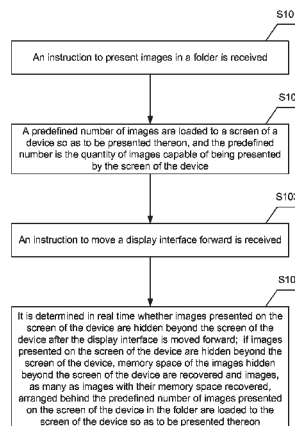 S10
An instruction to present images in a folder is received
S10
A predefined number of images are loaded to a screen of a
device so as to be presented thereon, and the predefined
number is the quantity of images capable of being presented
by the screen of the device
S103
An instruction to move a display interface forward is received
S10
It is determined in real time whether images presented on the
screen of the device are hidden beyond the screen of the
device after the display interface is moved forward; if images
presented on the screen of the device are hidden beyond the
screen of the device, memory space of the images hidden
beyond the screen of the device are recovered and images,
as many as images with their memory space recovered,
arranged behind the predefined number of images presented
on the screen of the device in the folder are loaded to the
screen of the device so as to be presented thereon